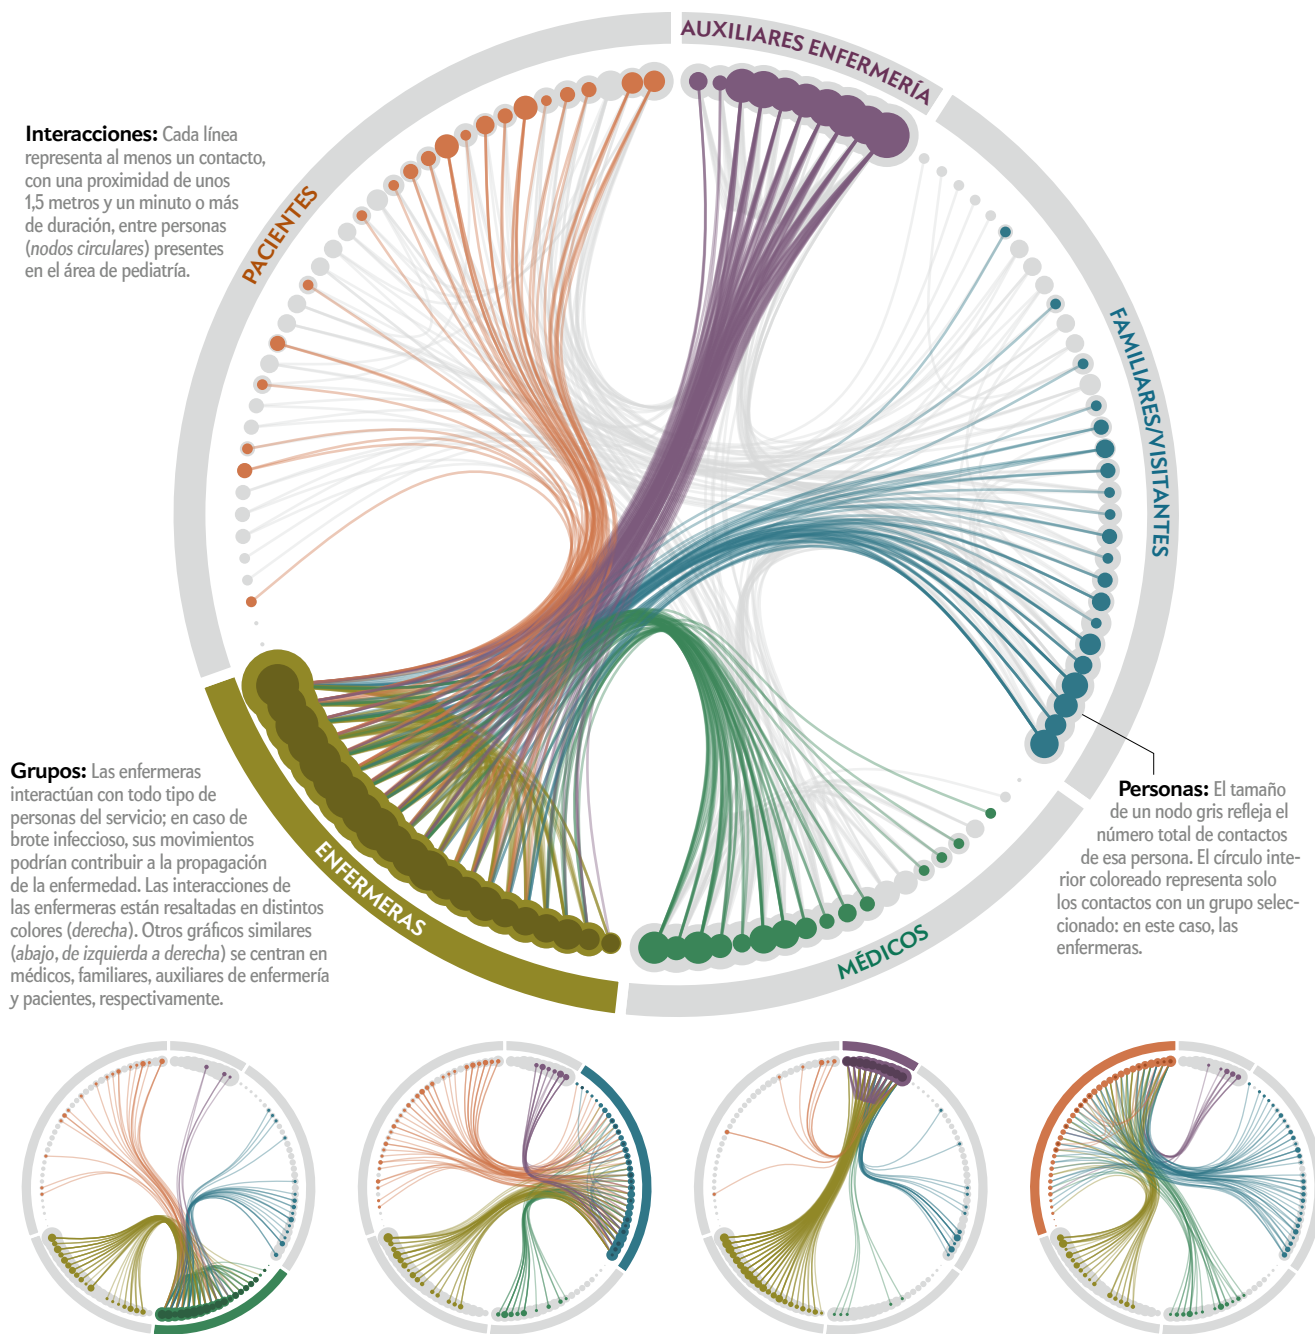 AUXILIARES ENFERMERÍA
Interacciones: Cada línea
representa al menos un contacto,
con una proximidad de unos
1,5 metros y un minuto o más
de duración, entre personas
(nodos circulares) presentes
en el área de pediatría.
PACIENTES
FAMILIARES/VISITANTES
Grupos: Las enfermeras
interactúan con todo tipo de
personas del servicio; en caso de
brote infeccioso, sus movimientos
podrían contribuir a la propagación
de la enfermedad. Las interacciones de
las enfermeras están resaltadas en distintos
colores (derecha). Otros gráficos similares
(abajo, de izquierda a derecha) se centran en
médicos, familiares, auxiliares de enfermería
y pacientes, respectivamente.
ENFERMERAS
MÉDICOS
Personas: El tamaño
de un nodo gris refleja el
número total de contactos
de esa persona. El círculo inte-
rior coloreado representa solo
los contactos con un grupo selec-
cionado: en este caso, las
enfermeras.